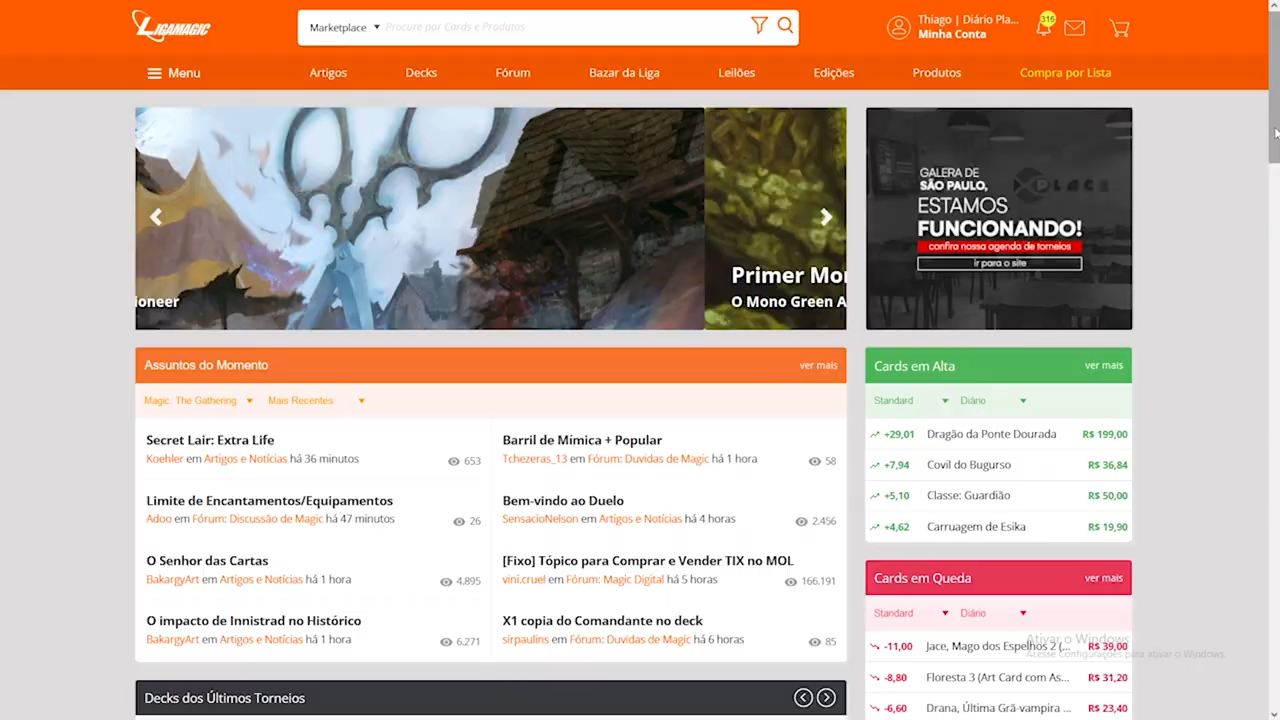 LIGAMAGIC
Marketplace
Procure por Cards e Produtos
Thiago | Diário Pla...
Minha Conta
316
Menu
Artigos
Decks
Fórum
Bazar da Liga
Leilões
Edições
Produtos
Compra por Lista
ioneer
Primer Mo
O Mono Green A
GALERA DE
SÃO PAULO,
XPLACE
ESTAMOS
FUNCIONANDO!
confira nossa agenda de torneios
ir para o site
Assuntos do Momento
ver mais
Magic: The Gathering
Mais Recentes
Secret Lair: Extra Life
Koehler em Artigos e Notícias há 36 minutos
653
Barril de Mímica + Popular
Tchezeras_13 em Fórum: Duvidas de Magic há 1 hora
58
Limite de Encantamentos/Equipamentos
Adoo em Fórum: Discussão de Magic há 47 minutos
26
Bem-vindo ao Duelo
SensacioNelson em Artigos e Notícias há 4 horas
2.456
O Senhor das Cartas
BakargyArt em Artigos e Notícias há 1 hora
4.895
[Fixo] Tópico para Comprar e Vender TIX no MOL
vini.cruel em Fórum: Magic Digital há 5 horas
166.191
O impacto de Innistrad no Histórico
BakargyArt em Artigos e Notícias há 1 hora
6.271
X1 copia do Comandante no deck
sirpaulins em Fórum: Duvidas de Magic há 6 horas
85
Decks dos Últimos Torneios
Cards em Alta
ver mais
Standard
Diário
+29,01 Dragão da Ponte Dourada R$ 199,00
+7,94 Covil do Bugurso R$ 36,84
+5,10 Classe: Guardião R$ 50,00
+4,62 Carruagem de Esika R$ 19,90
Cards em Queda
ver mais
Standard
Diário
-11,00 Jace, Mago dos Espelhos 2 (... R$ 39,00
-8,80 Floresta 3 (Art Card com As... R$ 31,20
-6,60 Drana, Última Grã-vampira ... R$ 23,40
Ativar o Windows
Acesse Configurações para ativar o Windows.